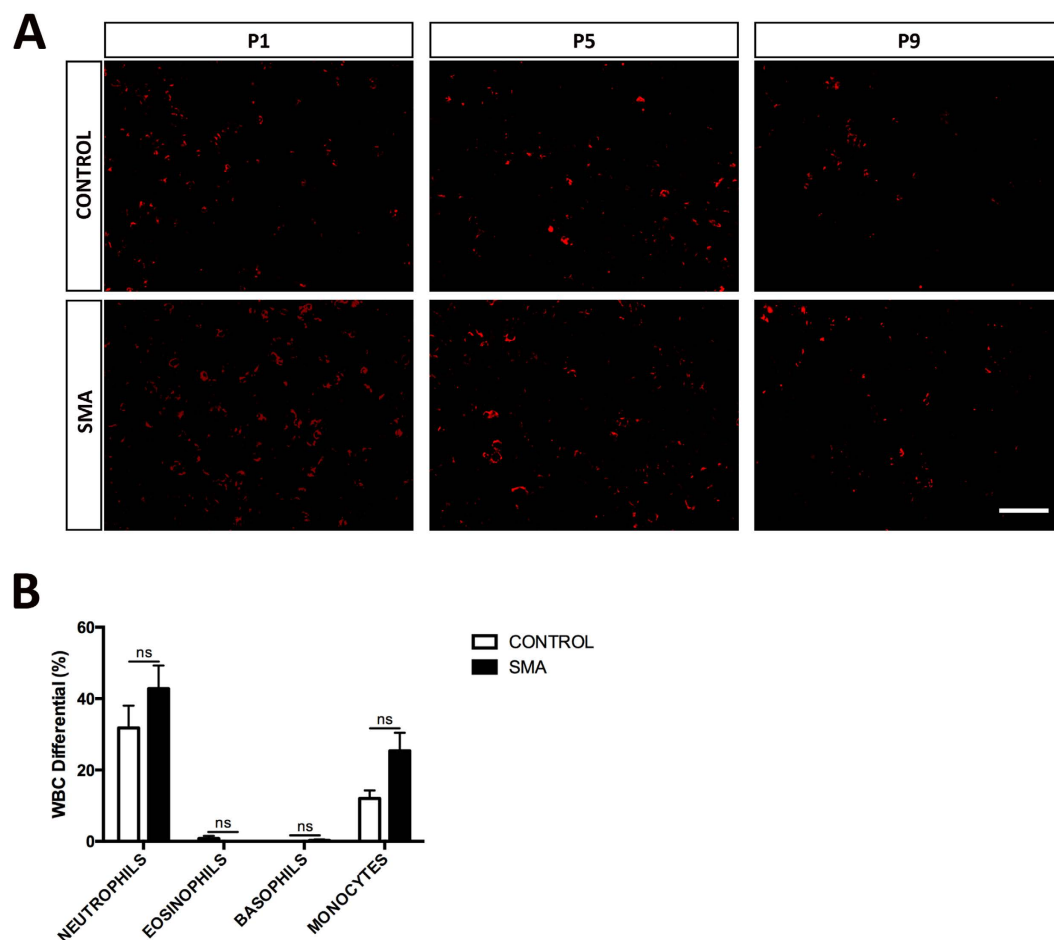 A
P1
P5
P9
CONTROL
SMA
B
WBC Differential (%)
60
40
20
0
ns
ns
ns
ns
NEUTROPHILS
EOSINOPHILS
BASOPHILS
MONOCYTES
CONTROL
SMA